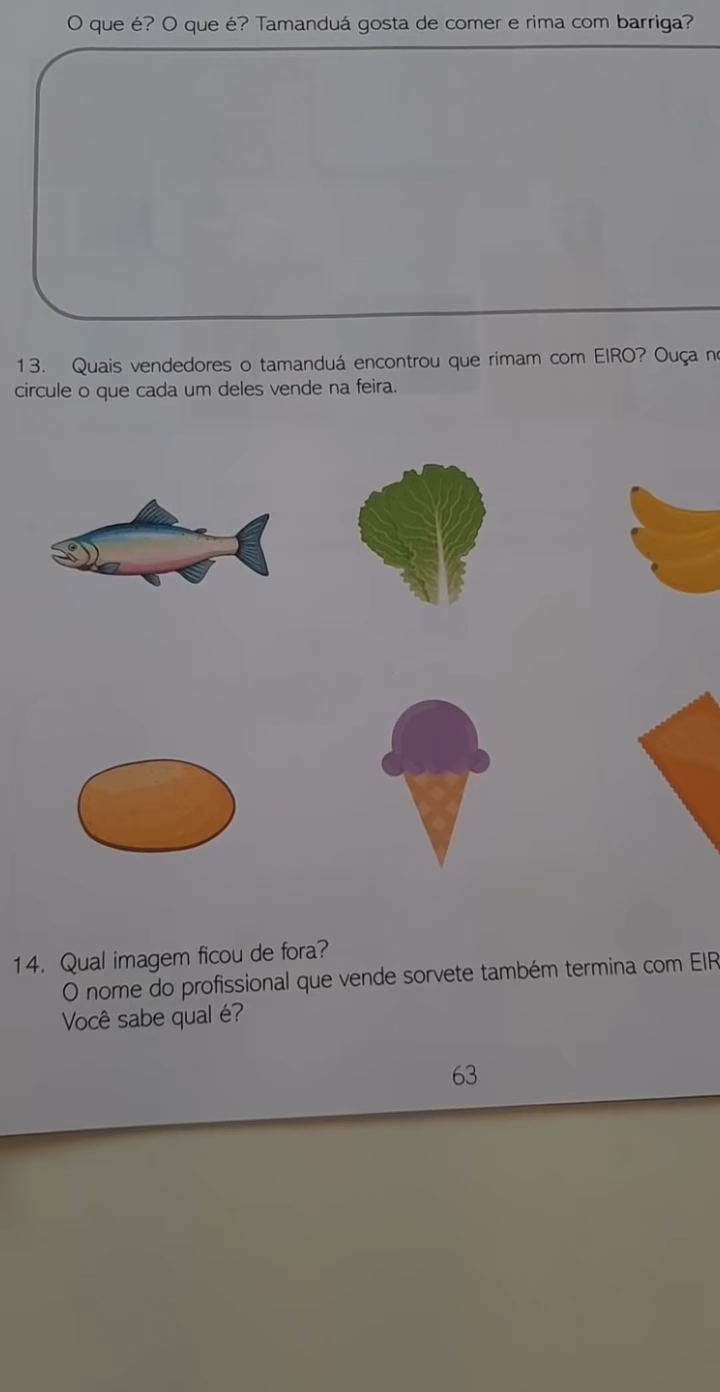 O que é? O que é? Tamanduá gosta de comer e rima com barriga?
13. Quais vendedores o tamanduá encontrou que rimam com EIRO? Ouça
circule o que cada um deles vende na feira.
14. Qual imagem ficou de fora?
O nome do profissional que vende sorvete também termina com
Você sabe qual é?
63